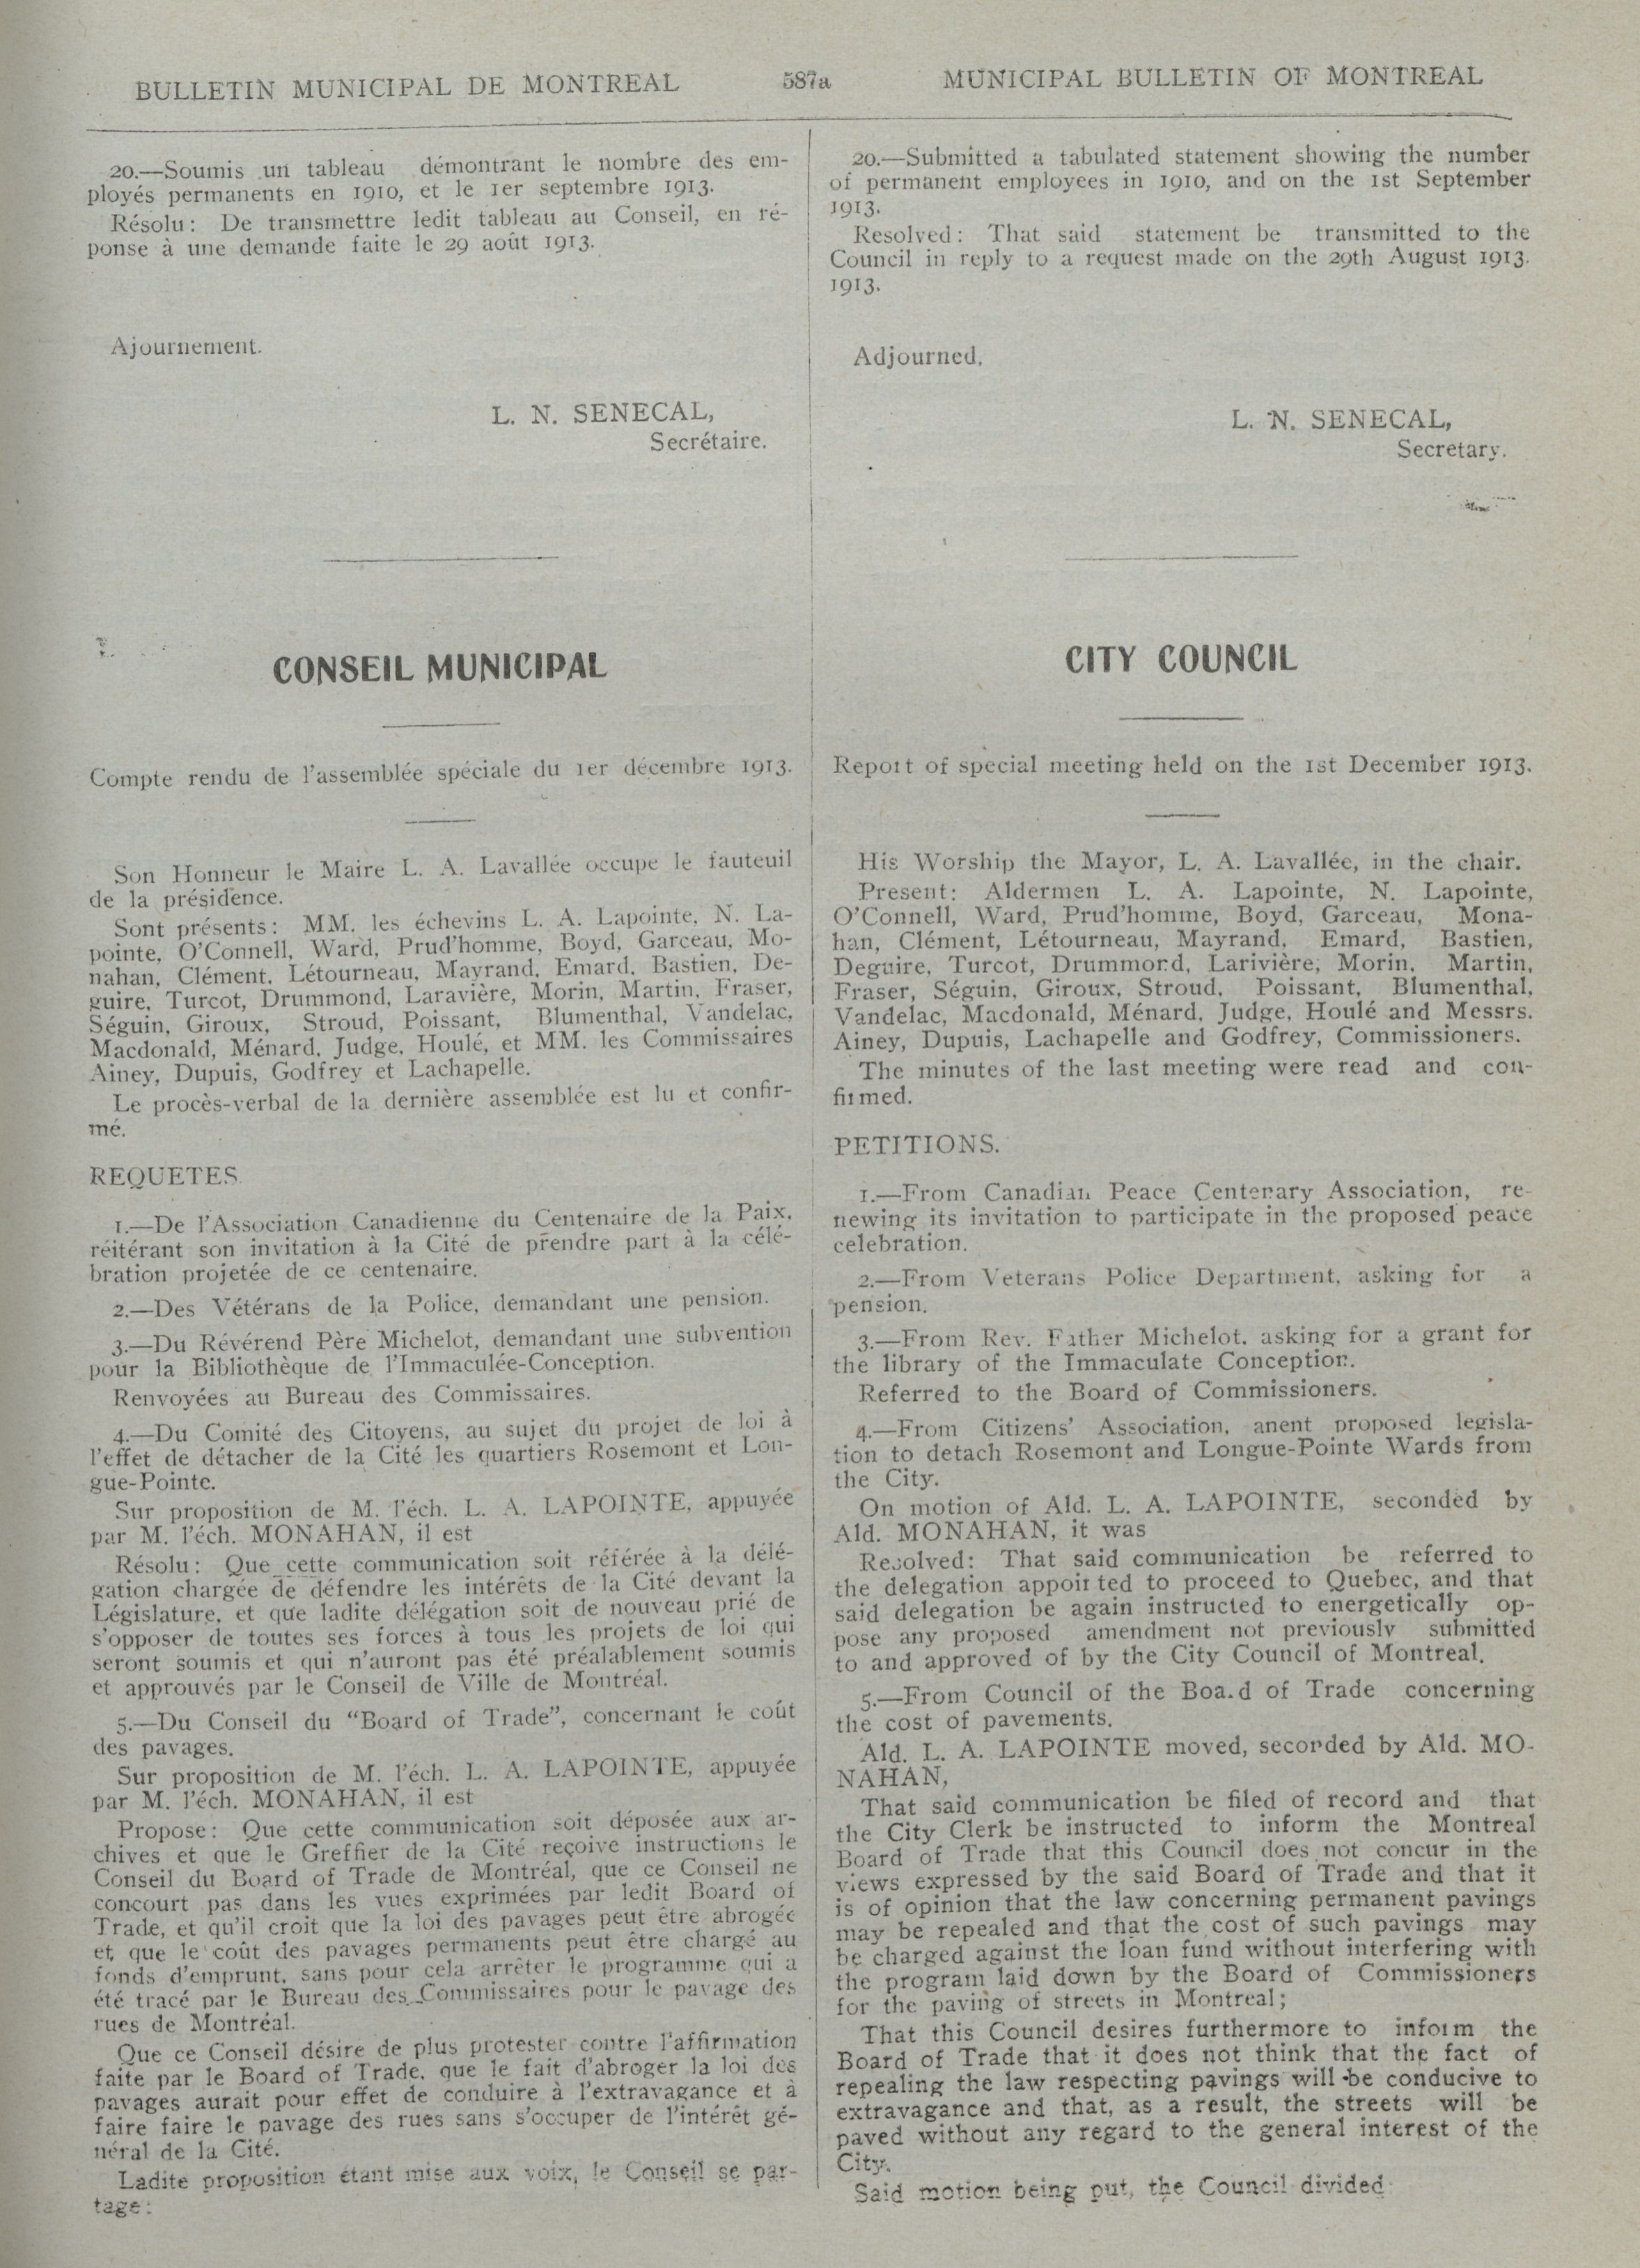 BULLETIN MUNICIPAL DE MONTREAL
587a
MUNICIPAL BULLETIN OF MONTREAL
20.—Soumis un tableau démontrant le nombre des em-
ployés permanents en 1910, et le 1er septembre 1913.
Résolu: De transmettre ledit tableau au Conseil, en ré-
ponse à une demande faite le 29 août 1913.
Ajournement.
L. N. SENECAL,
Secrétaire.
CONSEIL MUNICIPAL
Compte rendu de l'assemblée spéciale du 1er décembre 1913.
Son Honneur le Maire L. A. Lavallée occupe le fauteuil
de la présidence.
Sont présents: MM. les échevins L. A. Lapointe, N. La-
pointe, O'Connell, Ward, Prud'homme, Boyd, Garceau, Mo-
nahan, Clément, Létourneau, Mayrand, Emard, Bastien, De-
guire, Turcot, Drummond, Laravière, Morin, Martin, Fraser,
Séguin, Giroux, Stroud, Poissant, Blumenthal, Vandelac,
Macdonald, Ménard, Judge, Houlé, et MM. les Commissaires
Ainey, Dupuis, Godfrey et Lachapelle.
Le procès-verbal de la dernière assemblée est lu et confir-
mé.
REQUETES
1.—De l'Association Canadienne du Centenaire de la Paix,
réitérant son invitation à la Cité de prendre part à la célé-
bration projetée de ce centenaire.
2.—Des Vétérans de la Police, demandant une pension.
3.—Du Révérend Père Michelot, demandant une subvention
pour la Bibliothèque de l'Immaculée-Conception.
Renvoyées au Bureau des Commissaires.
4.—Du Comité des Citoyens, au sujet du projet de loi à
l'effet de détacher de la Cité les quartiers Rosemont et Lon-
gue-Pointe.
Sur proposition de M. l'éch. L. A. LAPOINTE, appuyée
par M. l'éch. MONAHAN, il est
Résolu: Que cette communication soit référée à la délé-
gation chargée de défendre les intérêts de la Cité devant la
Législature, et que ladite délégation soit de nouveau prié de
s'opposer de toutes ses forces à tous les projets de loi qui
seront soumis et qui n'auront pas été préalablement soumis
et approuvés par le Conseil de Ville de Montréal.
5.—Du Conseil du "Board of Trade", concernant le coût
des pavages.
Sur proposition de M. l'éch. L. A. LAPOINTE, appuyée
par M. l'éch. MONAHAN, il est
Propose: Que cette communication soit déposée aux ar-
chives et que le Greffier de la Cité reçoive instructions le
Conseil du Board of Trade de Montréal, que ce Conseil ne
concourt pas dans les vues exprimées par ledit Board of
Trade, et qu'il croit que la loi des pavages peut être abrogée
et que le coût des pavages permanents peut être chargé au
fonds d'emprunt, sans pour cela arrêter le programme qui a
été tracé par le Bureau des Commissaires pour le pavage des
rues de Montréal.
Que ce Conseil désire de plus protester contre l'affirmation
faite par le Board of Trade, que le fait d'abroger la loi des
pavages aurait pour effet de conduire à l'extravagance et à
faire faire le pavage des rues sans s'occuper de l'intérêt gé-
néral de la Cité.
Ladite proposition étant mise aux voix, le Conseil se par-
tage:
20.—Submitted a tabulated statement showing the number
of permanent employees in 1910, and on the 1st September
1913.
Resolved: That said statement be transmitted to the
Council in reply to a request made on the 29th August 1913.
1913.
Adjourned.
L. N. SENECAL,
Secretary.
CITY COUNCIL
Report of special meeting held on the 1st December 1913.
His Worship the Mayor, L. A. Lavallée, in the chair.
Present: Aldermen L. A. Lapointe, N. Lapointe,
O'Connell, Ward, Prud'homme, Boyd, Garceau, Mona-
han, Clément, Létourneau, Mayrand, Emard, Bastien,
Deguire, Turcot, Drummond, Larivière, Morin, Martin,
Fraser, Séguin, Giroux, Stroud, Poissant, Blumenthal,
Vandelac, Macdonald, Ménard, Judge, Houlé and Messrs.
Ainey, Dupuis, Lachapelle and Godfrey, Commissioners.
The minutes of the last meeting were read and con-
firmed.
PETITIONS.
1.—From Canadian Peace Centenary Association, re-
newing its invitation to participate in the proposed peace
celebration.
2.—From Veterans Police Department, asking for a
pension.
3.—From Rev. Father Michelot, asking for a grant for
the library of the Immaculate Conception.
Referred to the Board of Commissioners.
4.—From Citizens' Association, anent proposed legisla-
tion to detach Rosemont and Longue-Pointe Wards from
the City.
On motion of Ald. L. A. LAPOINTE, seconded by
Ald. MONAHAN, it was
Resolved: That said communication be referred to
the delegation appointed to proceed to Quebec, and that
said delegation be again instructed to energetically op-
pose any proposed amendment not previously submitted
to and approved of by the City Council of Montreal.
5.—From Council of the Board of Trade concerning
the cost of pavements.
Ald. L. A. LAPOINTE moved, seconded by Ald. MO-
NAHAN,
That said communication be filed of record and that
the City Clerk be instructed to inform the Montreal
Board of Trade that this Council does not concur in the
views expressed by the said Board of Trade and that it
is of opinion that the law concerning permanent pavings
may be repealed and that the cost of such pavings may
be charged against the loan fund without interfering with
the program laid down by the Board of Commissioners
for the paving of streets in Montreal;
That this Council desires furthermore to inform the
Board of Trade that it does not think that the fact of
repealing the law respecting pavings will be conducive to
extravagance and that, as a result, the streets will be
paved without any regard to the general interest of the
City.
Said motion being put, the Council divided